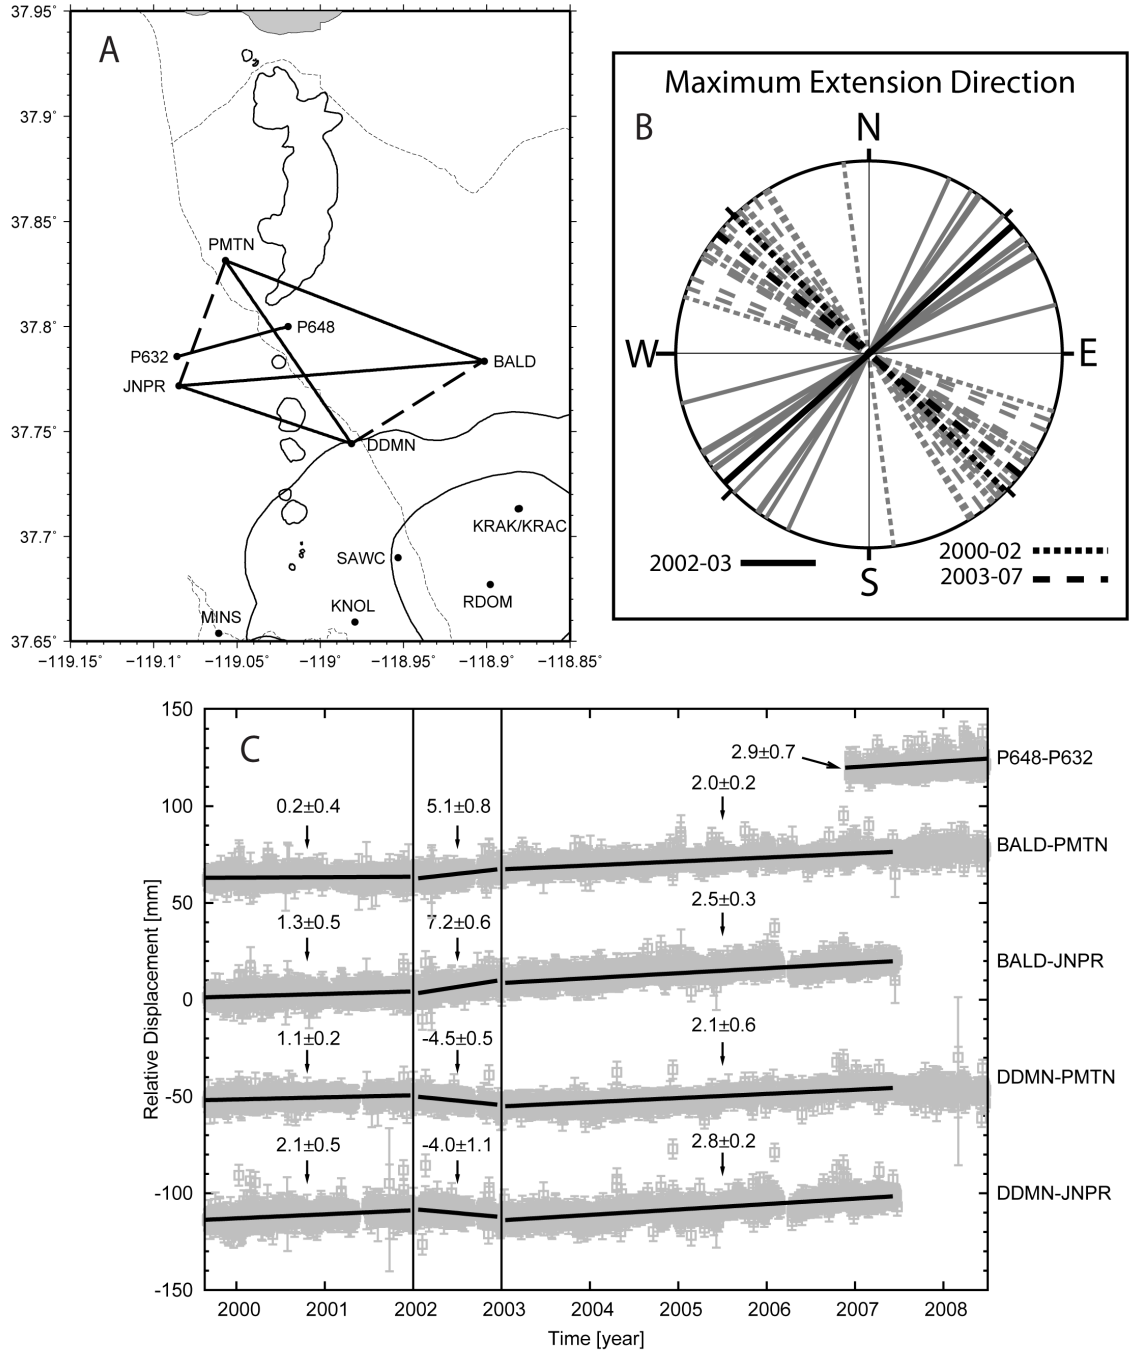 A
37.95°
37.9°
37.85°
37.8°
37.75°
37.7°
37.65°
PMTN
P648
P632
JNPR
BALD
DDMN
KRAK/KRAC
SAWC
RDOM
KNOL
MINS
−119.15° −119.1° −119.05° −119° −118.95° −118.9° −118.85°
Maximum Extension Direction
B
N
W
E
S
2002-03
2000-02
2003-07
C
150
100
50
0
-50
-100
-150
Relative Displacement [mm]
2.9±0.7
P648-P632
0.2±0.4 5.1±0.8 2.0±0.2
BALD-PMTN
1.3±0.5 7.2±0.6 2.5±0.3
BALD-JNPR
1.1±0.2 -4.5±0.5 2.1±0.6
DDMN-PMTN
2.1±0.5 -4.0±1.1 2.8±0.2
DDMN-JNPR
2000 2001 2002 2003 2004 2005 2006 2007 2008
Time [year]